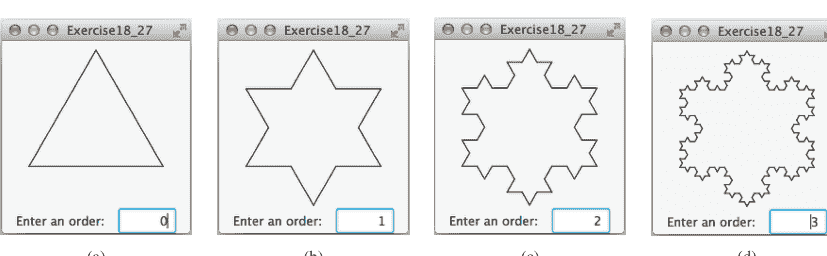 Exercise18_27
Exercise18_27
Exercise18_27
Exercise18_27
Enter an order: 0
Enter an order: 1
Enter an order: 2
Enter an order: 3
(a)
(b)
(c)
(d)